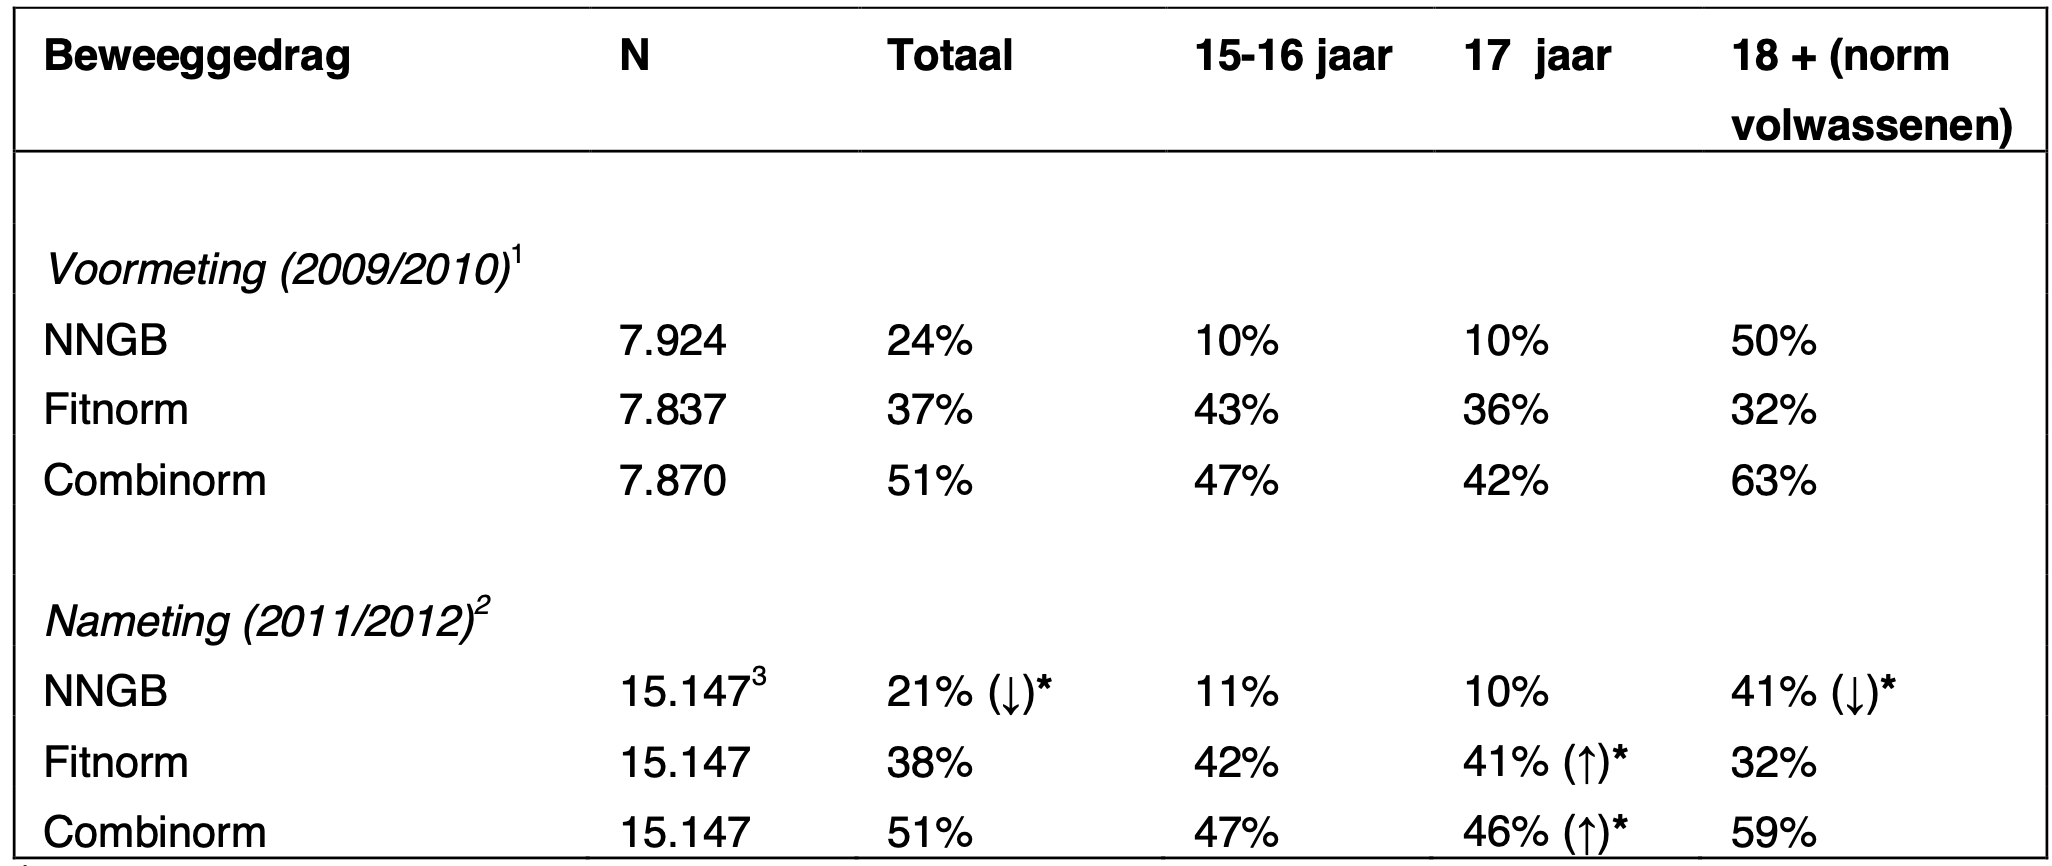 Beweeggedrag N Totaal 15-16 jaar 17 jaar 18 + (norm
volwassenen)
Voormeting (2009/2010)1
NNGB 7.924 24% 10% 10% 50%
Fitnorm 7.837 37% 43% 36% 32%
Combinorm 7.870 51% 47% 42% 63%
Nameting (2011/2012)2
NNGB 15.1473 21% (↓)* 11% 10% 41% (↓)*
Fitnorm 15.147 38% 42% 41% (↑)* 32%
Combinorm 15.147 51% 47% 46% (↑)* 59%